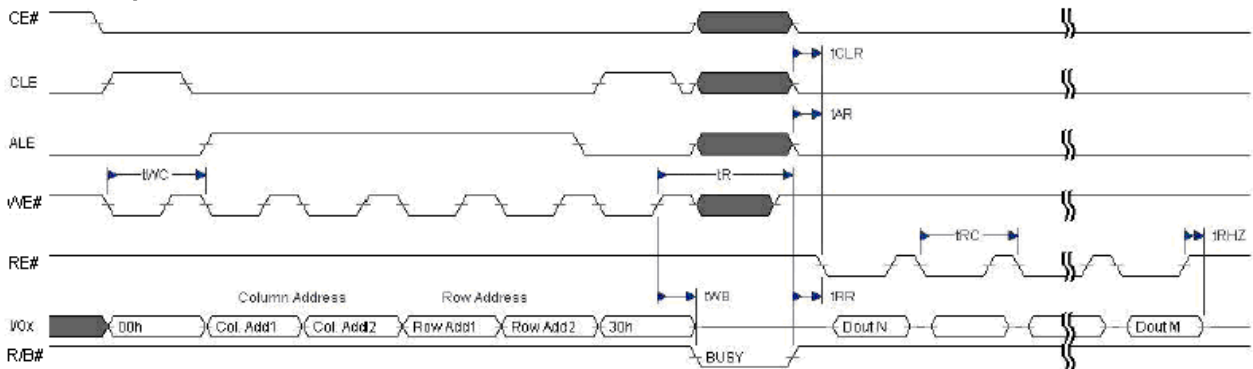 CE#
tCLR
CLE
tAR
ALE
tWC
tR
WE#
tRC
tRHZ
RE#
Column Address Row Address
tWB
tRR
I/Ox 00h Col. Add1 Col. Add2 Row Add1 Row Add2 30h Dout N Dout M
R/B# BUSY